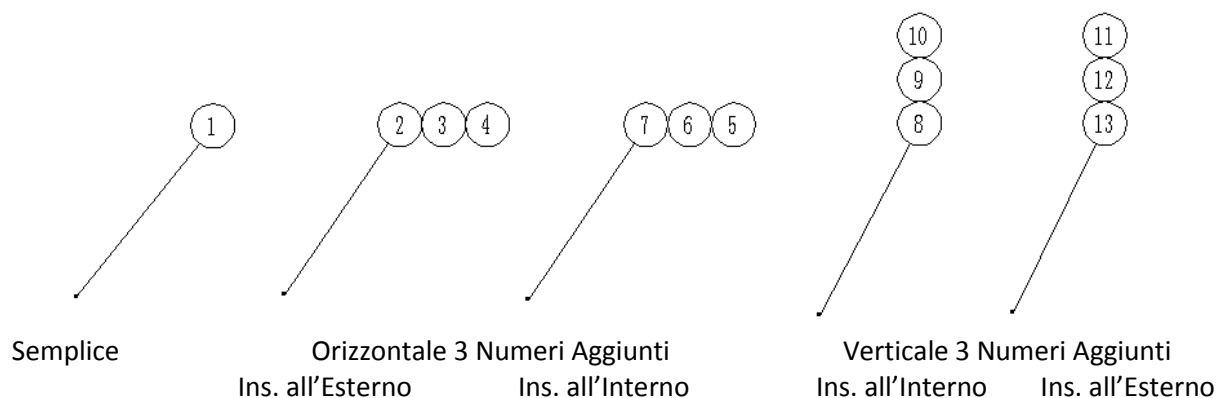 10 11
9 12
1 2 3 4 7 6 5 8 13
Semplice Orizzontale 3 Numeri Aggiunti Verticale 3 Numeri Aggiunti
Ins. all’Esterno Ins. all’Interno Ins. all’Interno Ins. all’Esterno